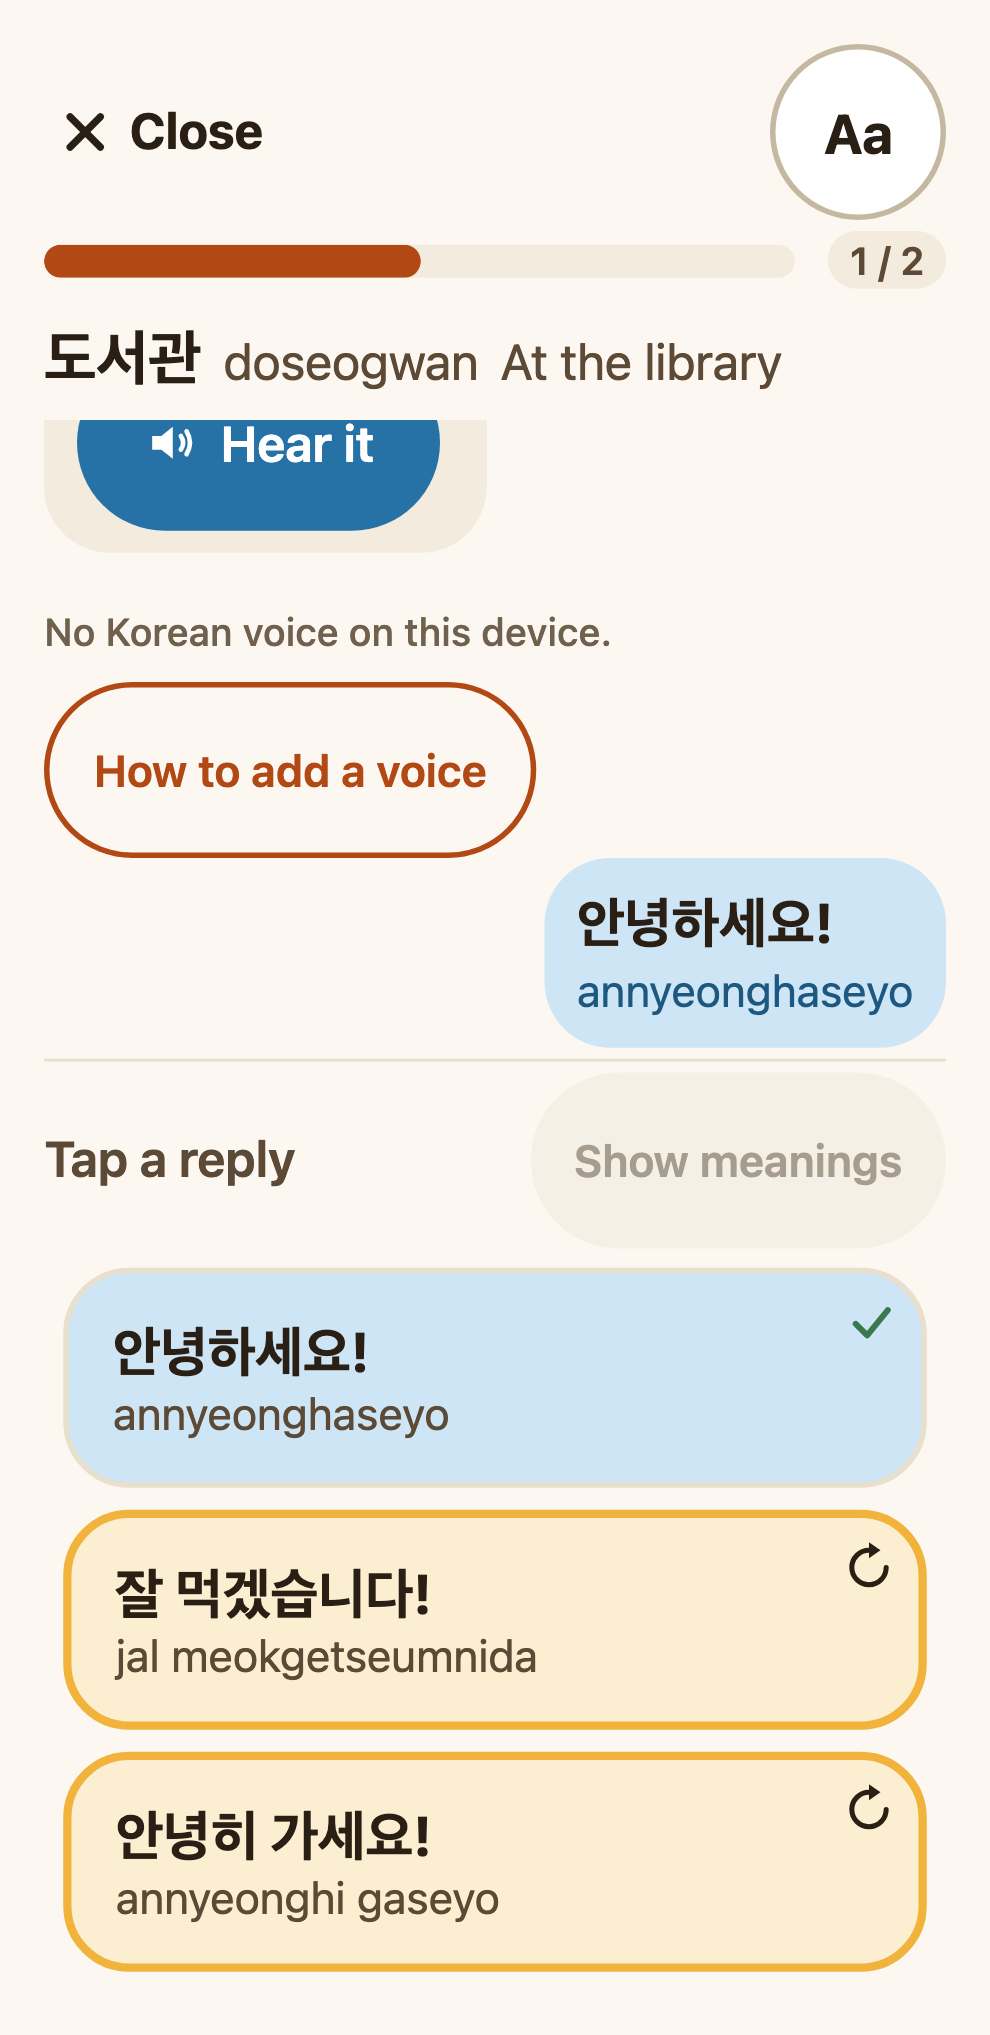 Close
Aa
1 / 2
도서관 doseogwan At the library
Hear it
No Korean voice on this device.
How to add a voice
안녕하세요!
annyeonghaseyo
Tap a reply
Show meanings
안녕하세요!
annyeonghaseyo
잘 먹겠습니다!
jal meokgetseumnida
안녕히 가세요!
annyeonghi gaseyo